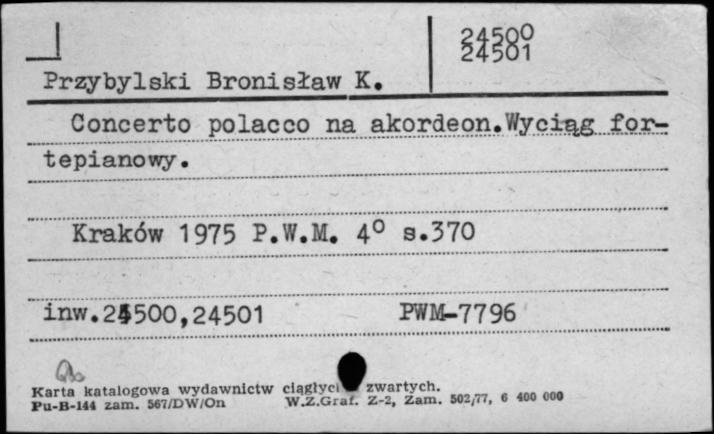 24500
24501
Przybylski Bronisław K.
Concerto polacco na akordeon.Wyciąg for-
tepianowy.
Kraków 1975 P.W.M. 4° s.370
inw.24500,24501 PWM-7796
Karta katalogowa wydawnictw ciągłyc zwartych.
Pu-B-144 zam. 567/DW/On W.Z.Graf. Z-2, Zam. 502/77, 6 400 000